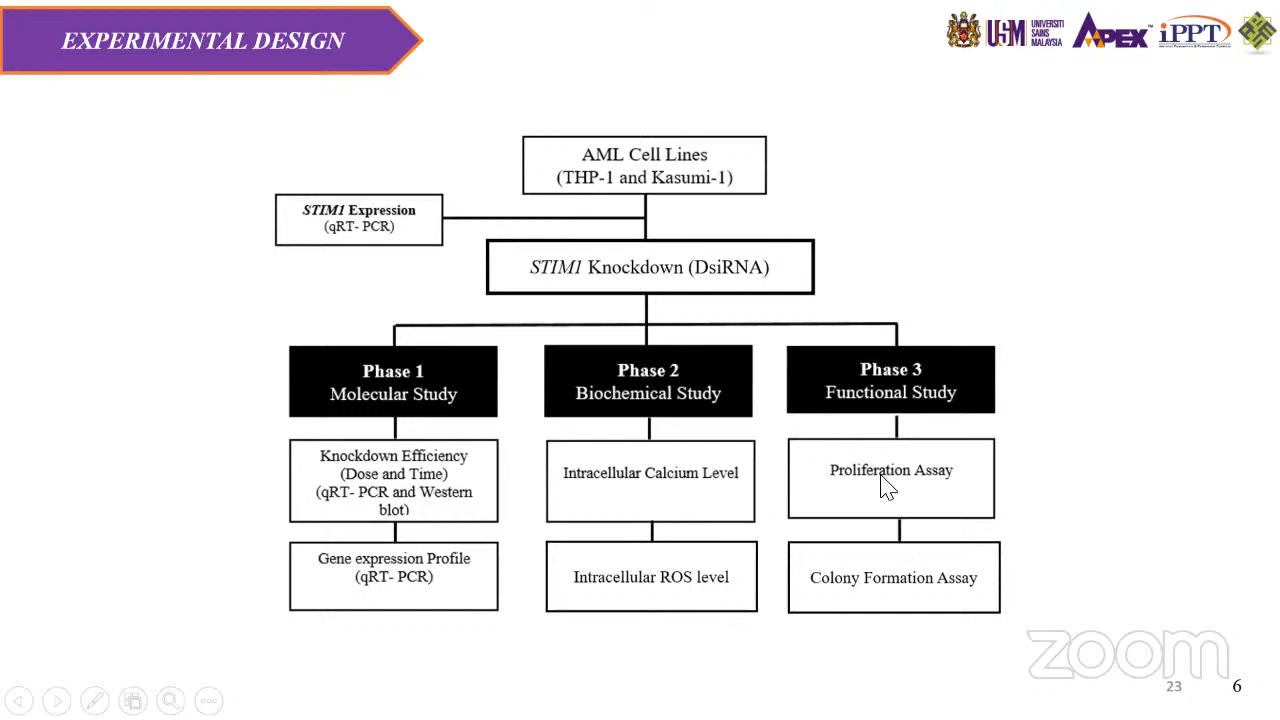 EXPERIMENTAL DESIGN
USM
UNIVERSITI
SAINS
MALAYSIA
APEX
TM
iPPT
AML Cell Lines
(THP-1 and Kasumi-1)
STIM1 Expression
(qRT- PCR)
STIM1 Knockdown (DsiRNA)
Phase 1
Molecular Study
Phase 2
Biochemical Study
Phase 3
Functional Study
Knockdown Efficiency
(Dose and Time)
(qRT- PCR and Western
blot)
Intracellular Calcium Level
Proliferation Assay
Gene expression Profile
(qRT- PCR)
Intracellular ROS level
Colony Formation Assay
zoom
23
6